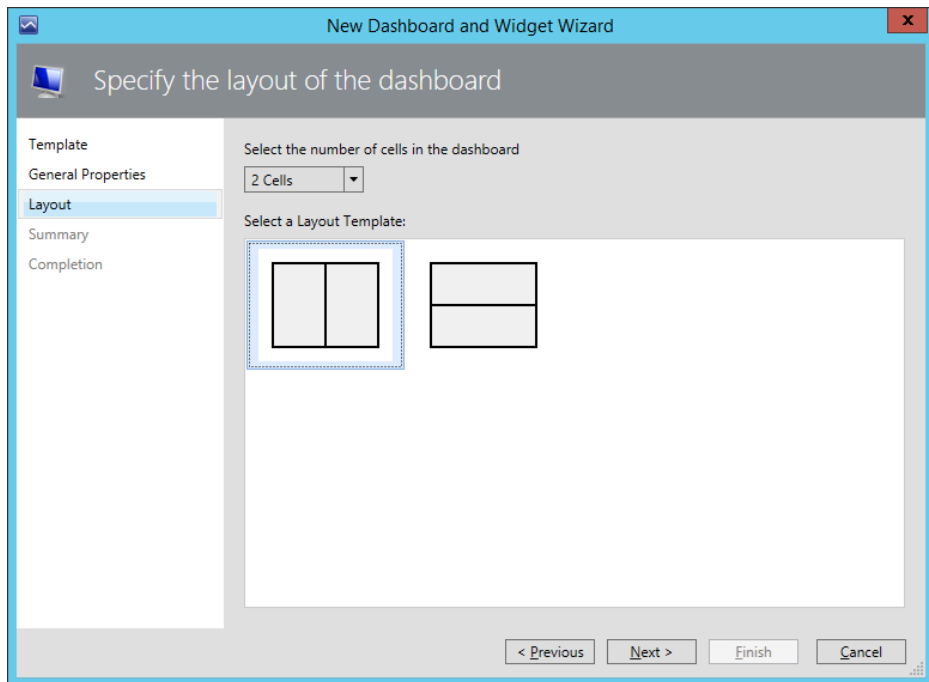 New Dashboard and Widget Wizard
x
Specify the layout of the dashboard
Template
General Properties
Layout
Summary
Completion
Select the number of cells in the dashboard
2 Cells
Select a Layout Template:
< Previous
Next >
Finish
Cancel